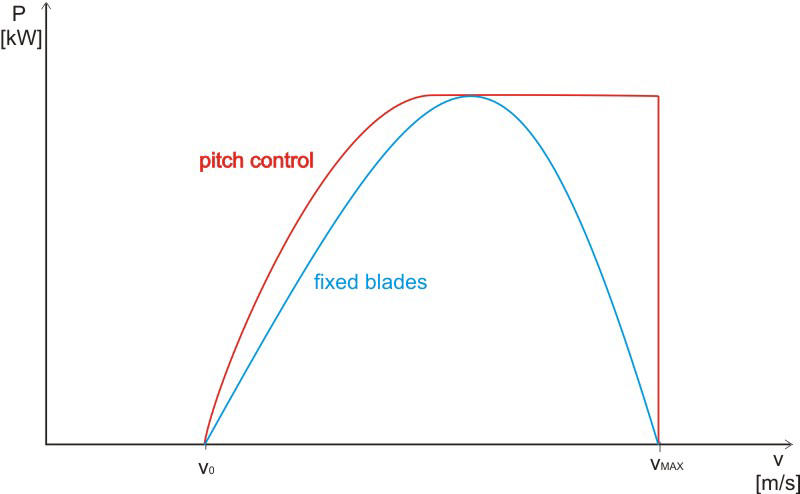 P
[kW]
pitch control
fixed blades
v0
vMAX
v
[m/s]